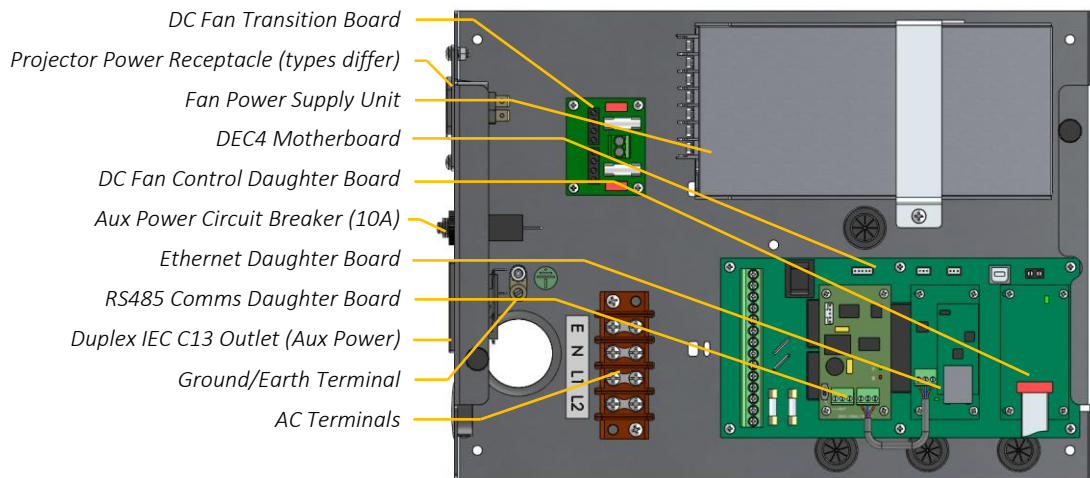 DC Fan Transition Board
Projector Power Receptacle (types differ)
Fan Power Supply Unit
DEC4 Motherboard
DC Fan Control Daughter Board
Aux Power Circuit Breaker (10A)
Ethernet Daughter Board
RS485 Comms Daughter Board
Duplex IEC C13 Outlet (Aux Power)
Ground/Earth Terminal
AC Terminals
E N L1 L2